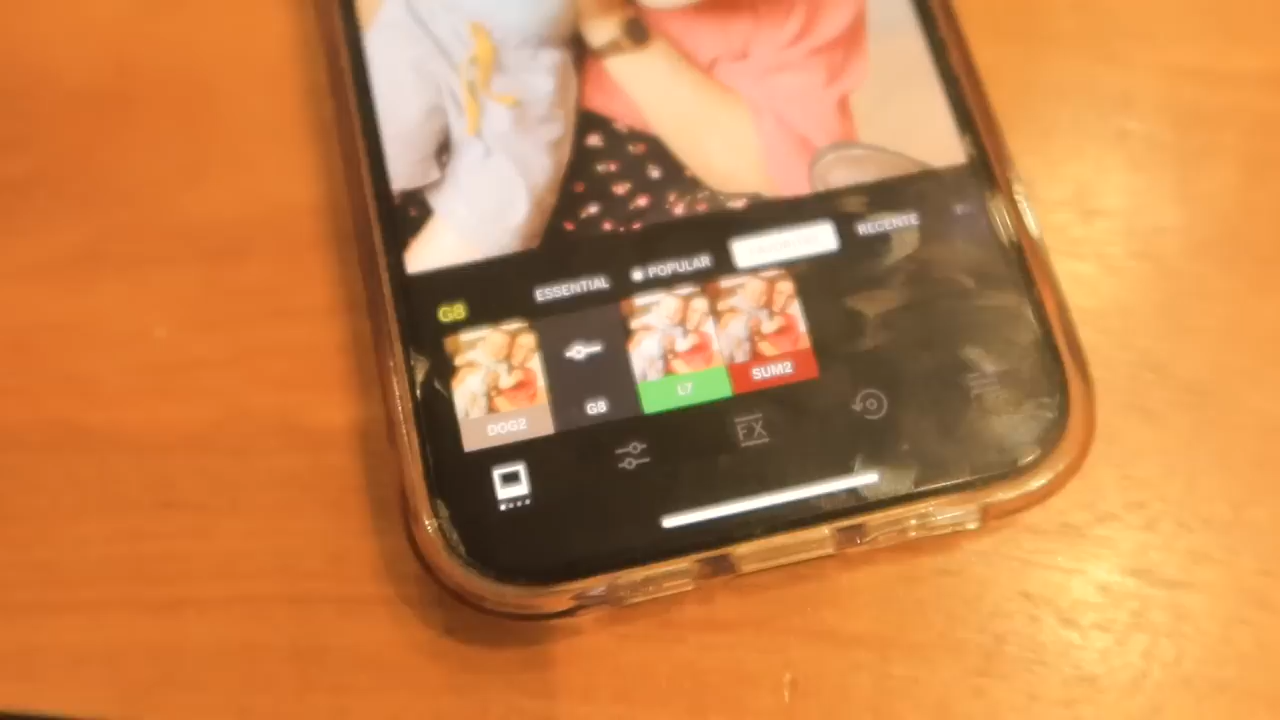 ESSENTIAL POPULAR RECENTE
G8
DOG2 G8 L7 SUM2
FX